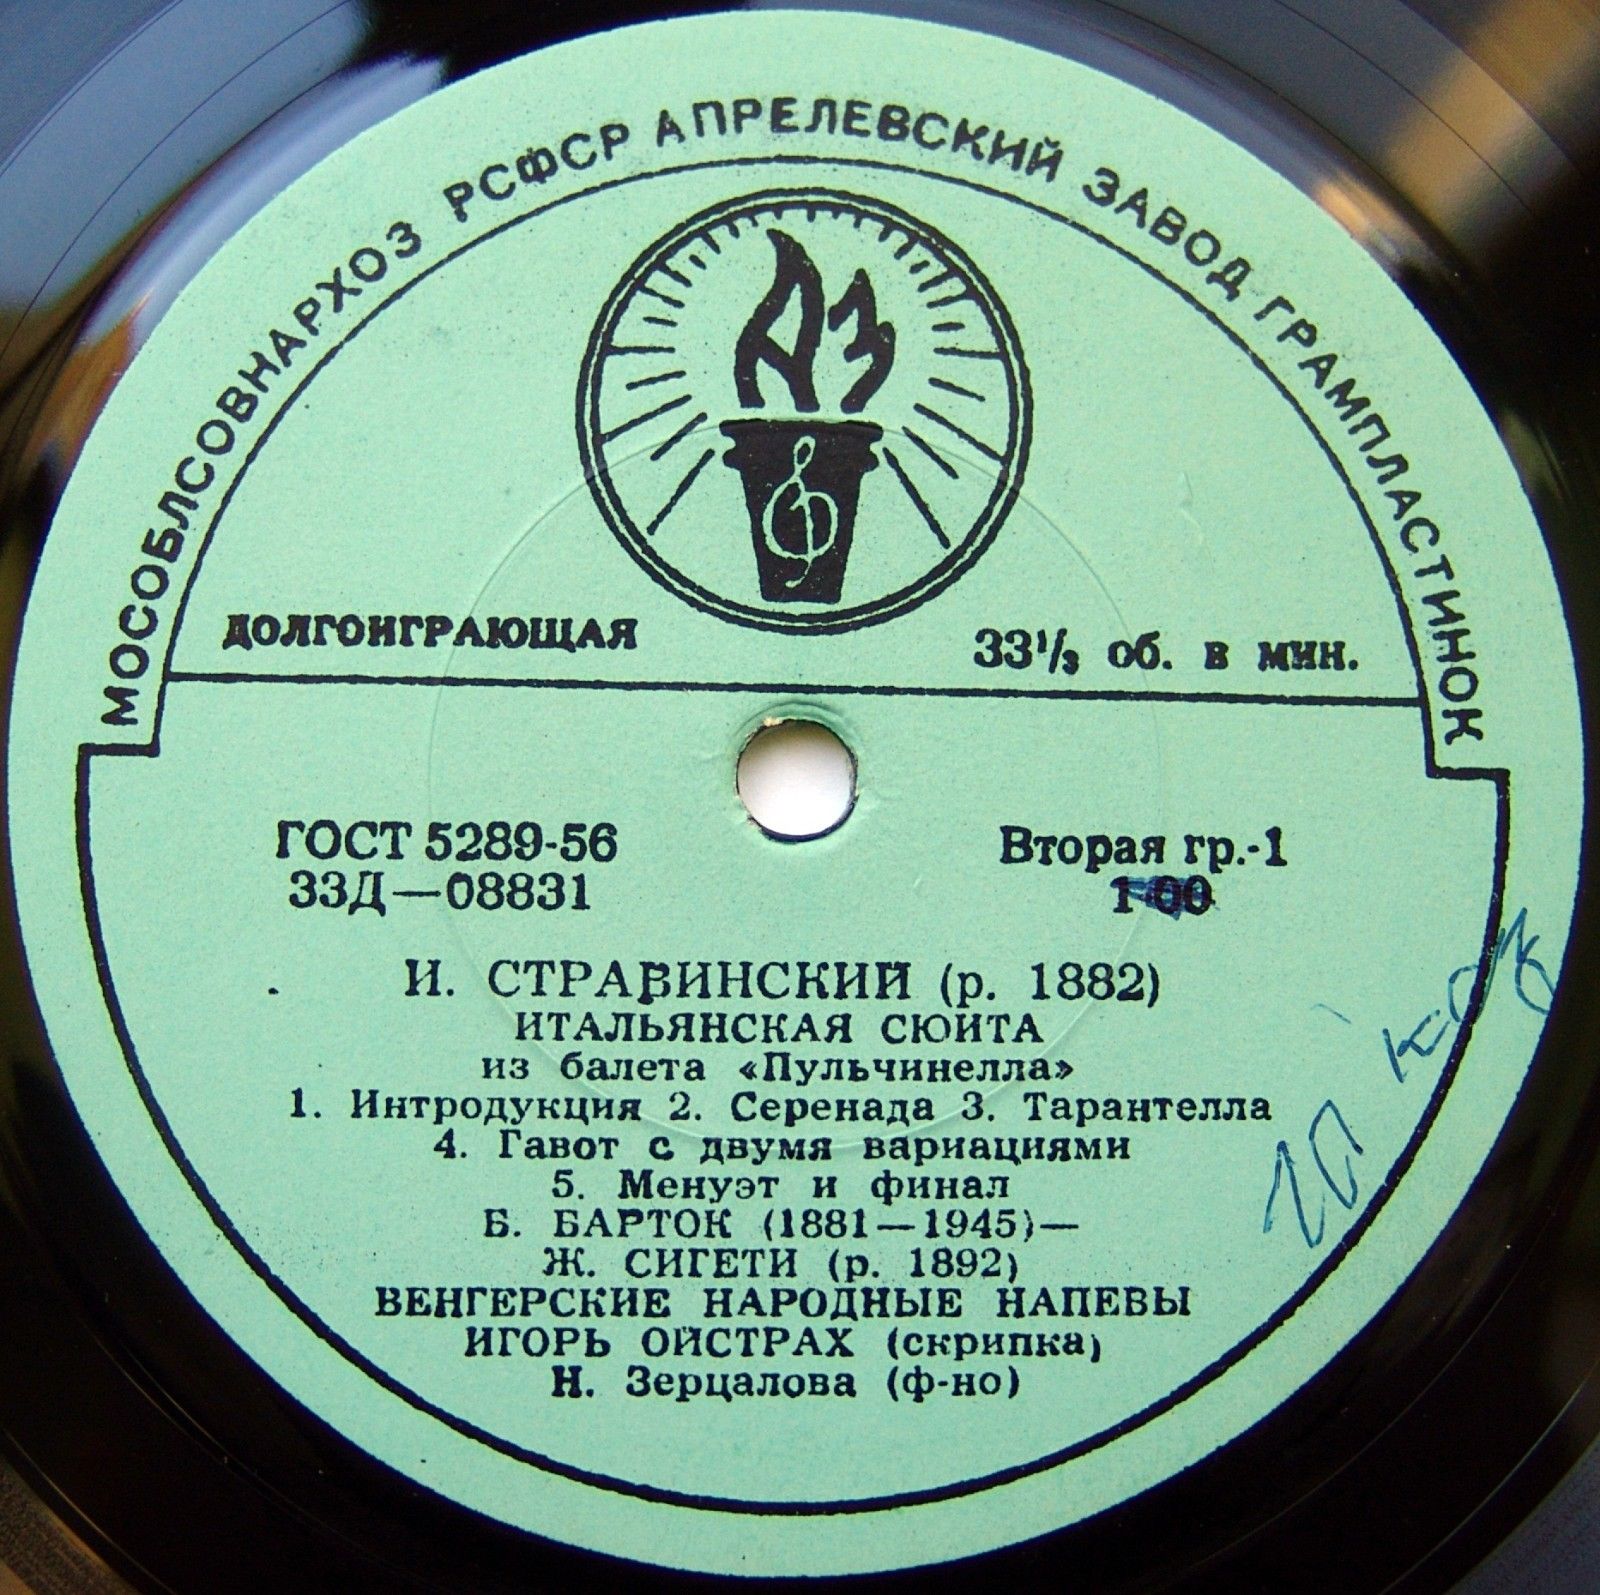 МОСОБЛСОВНАРХОЗ РСФСР АПРЕЛЕВСКИЙ ЗАВОД ГРАМПЛАСТИНОК
АЗ
ДОЛГОИГРАЮЩАЯ
33⅓ об. в мин.
ГОСТ 5289-56
Вторая гр.-1
33Д—08831
1-00
И. СТРАВИНСКИЙ (р. 1882)
ИТАЛЬЯНСКАЯ СЮИТА
из балета «Пульчинелла»
1. Интродукция 2. Серенада 3. Тарантелла
4. Гавот с двумя вариациями
5. Менуэт и финал
Б. БАРТОК (1881—1945)—
Ж. СИГЕТИ (р. 1892)
ВЕНГЕРСКИЕ НАРОДНЫЕ НАПЕВЫ
ИГОРЬ ОЙСТРАХ (скрипка)
Н. Зерцалова (ф-но)